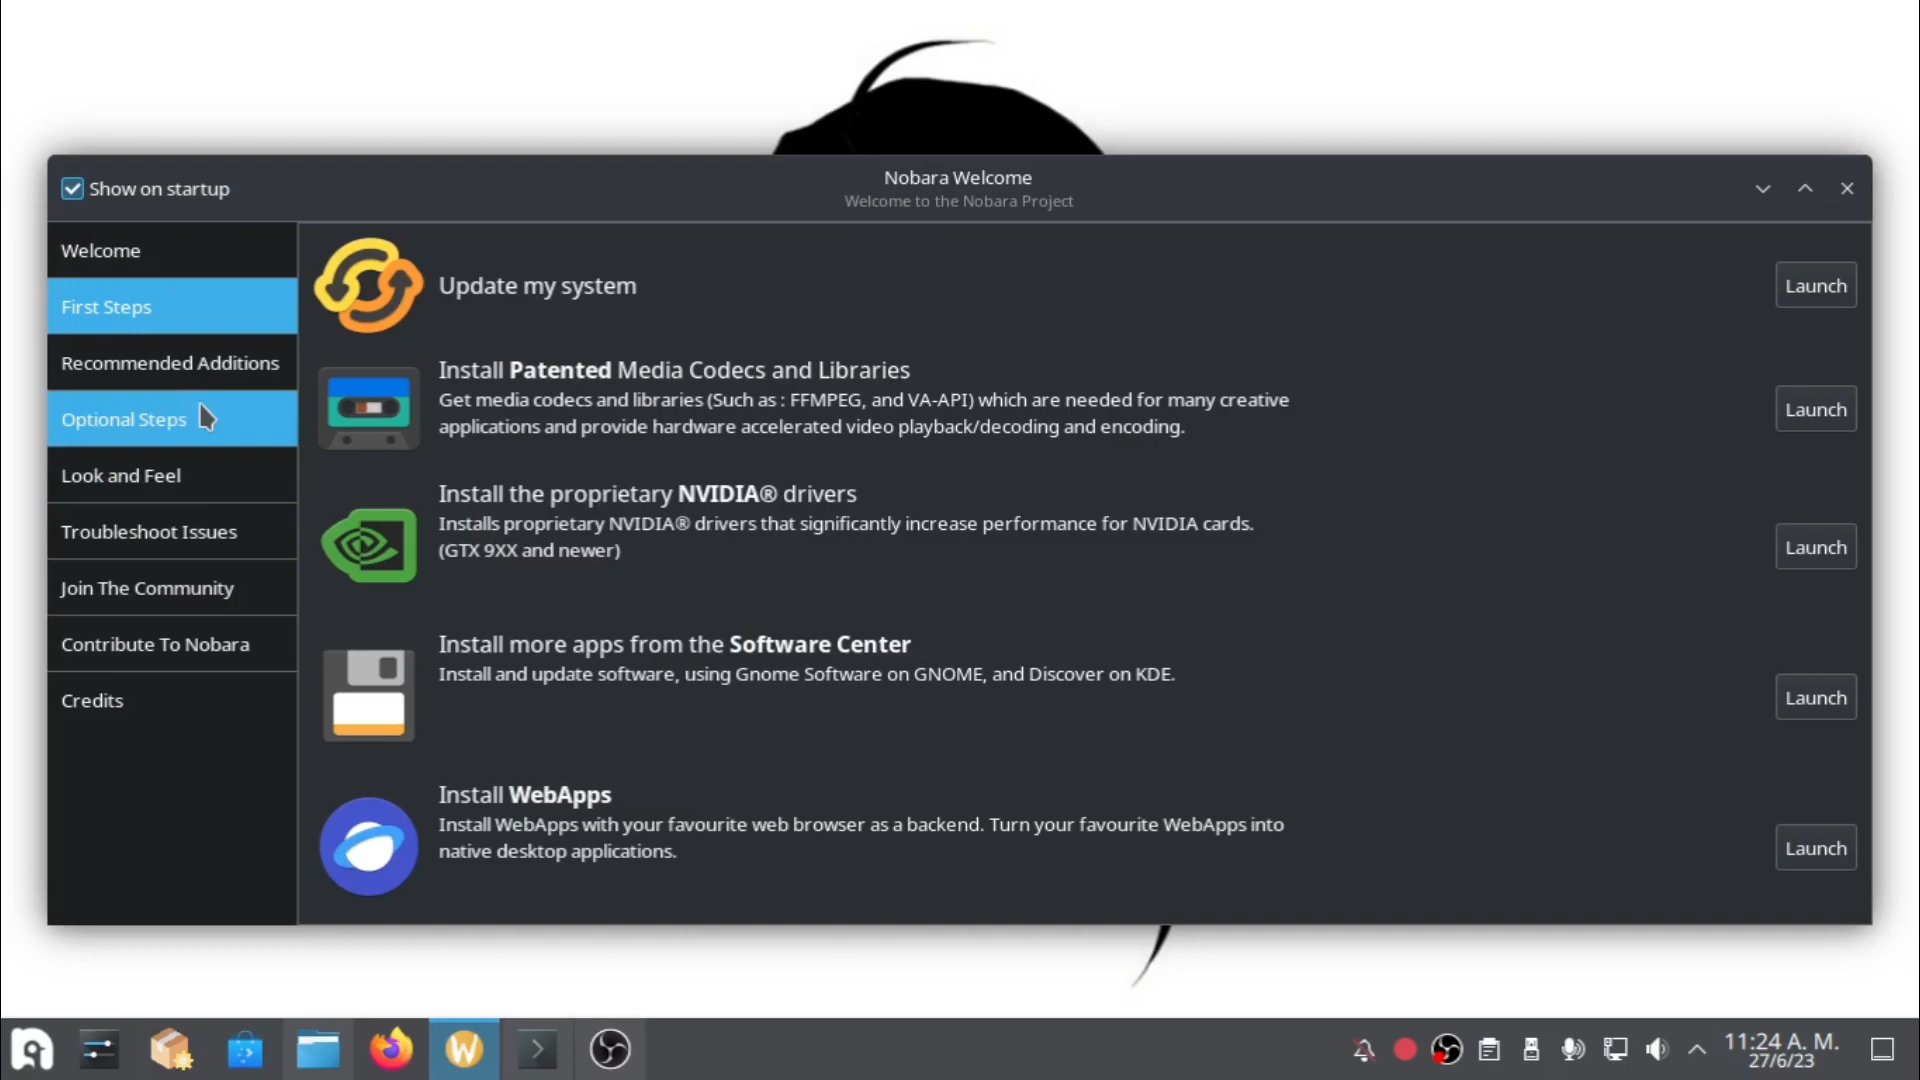 Show on startup
Nobara Welcome
Welcome to the Nobara Project
Welcome
First Steps
Recommended Additions
Optional Steps
Look and Feel
Troubleshoot Issues
Join The Community
Contribute To Nobara
Credits
Update my system
Launch
Install Patented Media Codecs and Libraries
Get media codecs and libraries (Such as : FFMPEG, and VA-API) which are needed for many creative
applications and provide hardware accelerated video playback/decoding and encoding.
Launch
Install the proprietary NVIDIA® drivers
Installs proprietary NVIDIA® drivers that significantly increase performance for NVIDIA cards.
(GTX 9XX and newer)
Launch
Install more apps from the Software Center
Install and update software, using Gnome Software on GNOME, and Discover on KDE.
Launch
Install WebApps
Install WebApps with your favourite web browser as a backend. Turn your favourite WebApps into
native desktop applications.
Launch
W
11:24 A. M.
27/6/23